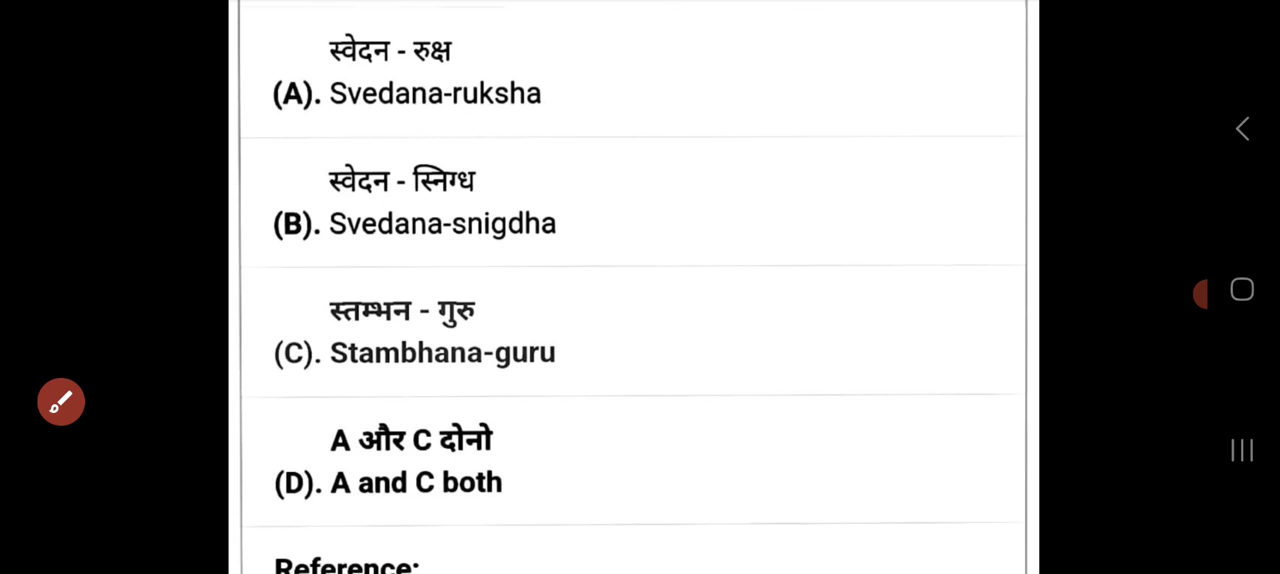 स्वेदन - रुक्ष
(A). Svedana-ruksha
स्वेदन - स्निग्ध
(B). Svedana-snigdha
स्तम्भन - गुरु
(C). Stambhana-guru
A और C दोनो
(D). A and C both
Reference: